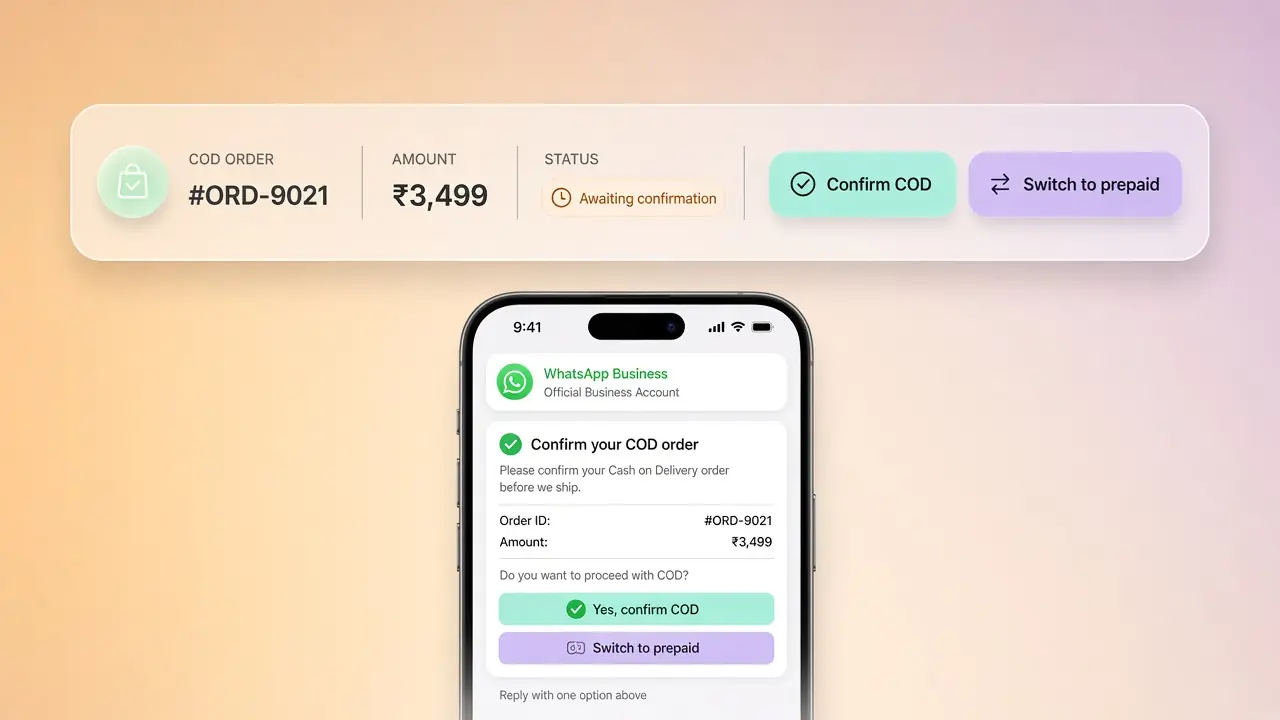 COD ORDER
#ORD-9021
AMOUNT
₹3,499
STATUS
Awaiting confirmation
Confirm COD
Switch to prepaid
9:41
WhatsApp Business
Official Business Account
Confirm your COD order
Please confirm your Cash on Delivery order
before we ship.
Order ID: #ORD-9021
Amount: ₹3,499
Do you want to proceed with COD?
Yes, confirm COD
Switch to prepaid
Reply with one option above